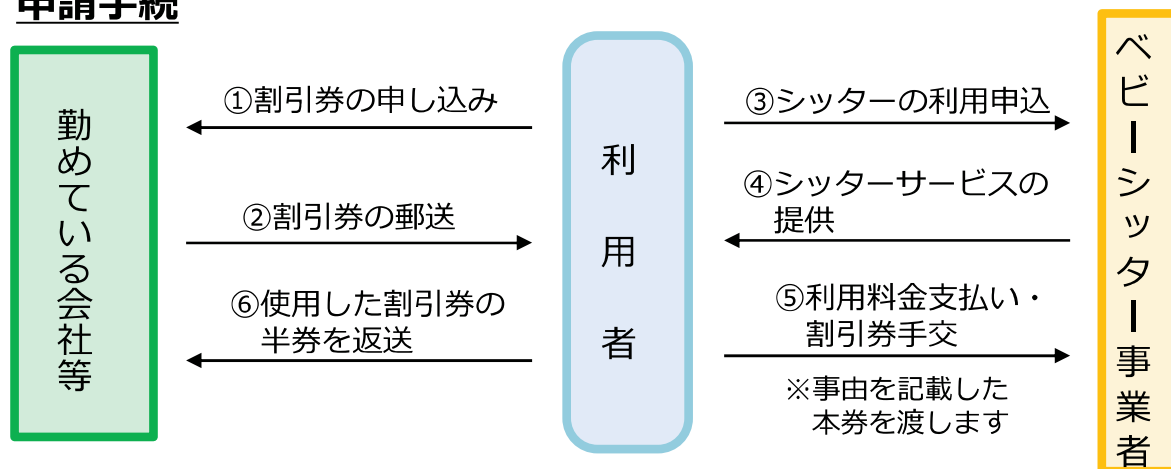 申請手続
勤めている会社等
①割引券の申し込み
②割引券の郵送
⑥使用した割引券の
半券を返送
利用者
③シッターの利用申込
④シッターサービスの
提供
⑤利用料金支払い・
割引券手交
※事由を記載した
本券を渡します
ベビーシッター事業者